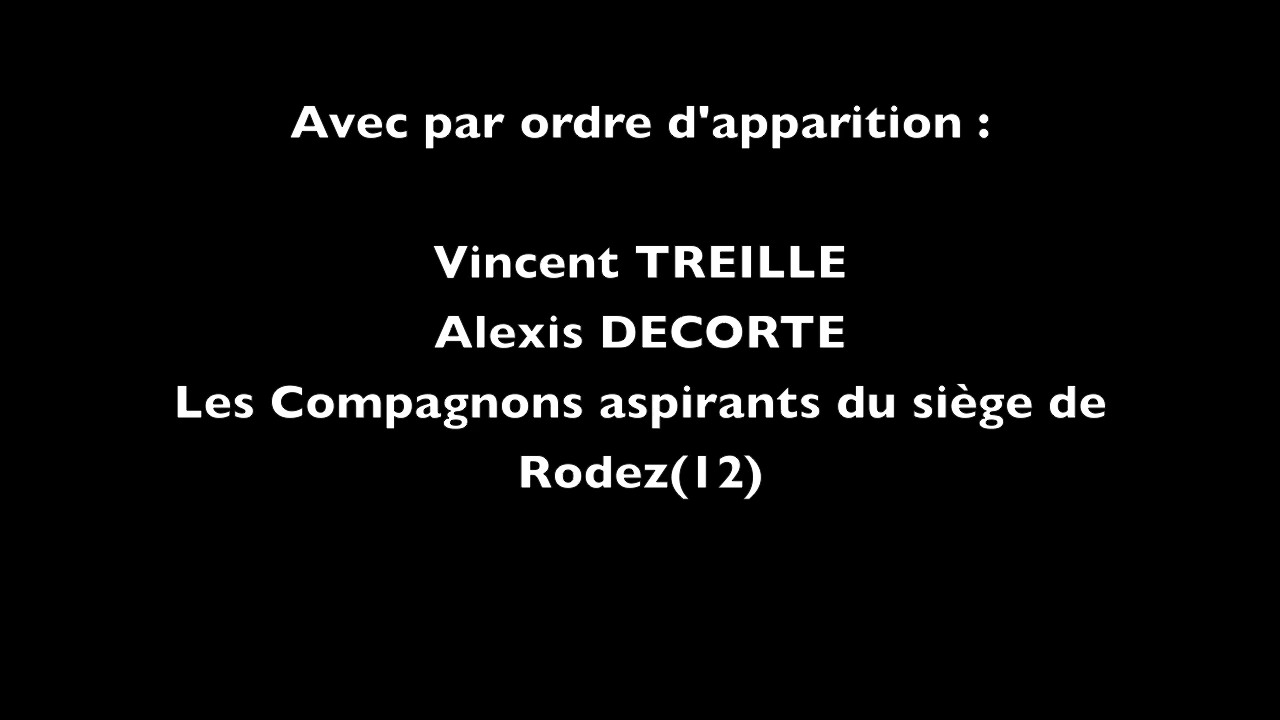 Avec par ordre d'apparition :
Vincent TREILLE
Alexis DECORTE
Les Compagnons aspirants du siège de
Rodez(12)